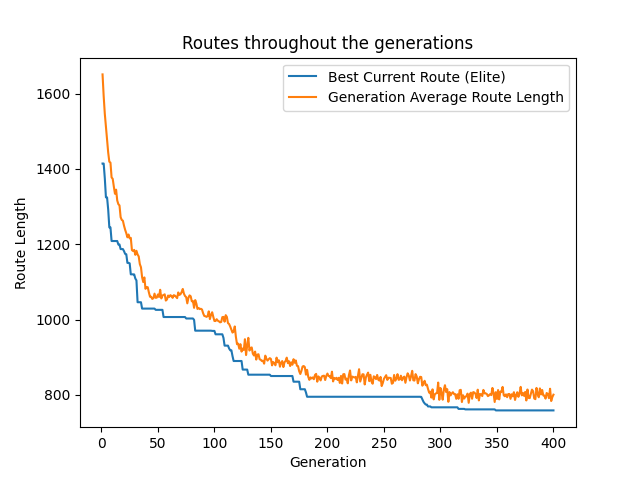 Routes throughout the generations
Best Current Route (Elite)
Generation Average Route Length
Route Length
1600
1400
1200
1000
800
0 50 100 150 200 250 300 350 400
Generation